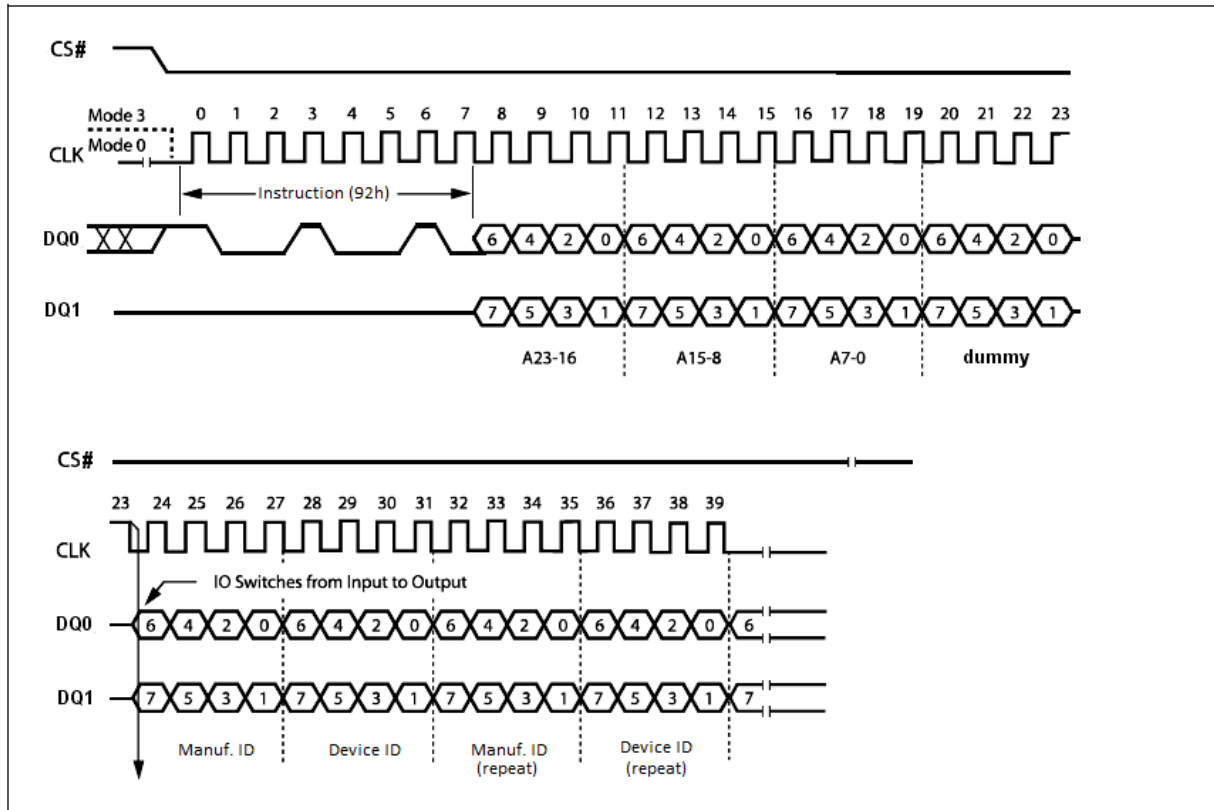 CS#
Mode 3
0 1 2 3 4 5 6 7 8 9 10 11 12 13 14 15 16 17 18 19 20 21 22 23
Mode 0
CLK
Instruction (92h)
DQ0 6 4 2 0 6 4 2 0 6 4 2 0 6 4 2 0
DQ1 7 5 3 1 7 5 3 1 7 5 3 1 7 5 3 1
A23-16 A15-8 A7-0 dummy
CS#
23 24 25 26 27 28 29 30 31 32 33 34 35 36 37 38 39
CLK
IO Switches from Input to Output
DQ0 6 4 2 0 6 4 2 0 6 4 2 0 6 4 2 0 6
DQ1 7 5 3 1 7 5 3 1 7 5 3 1 7 5 3 1 7
Manuf. ID Device ID Manuf. ID Device ID
(repeat) (repeat)